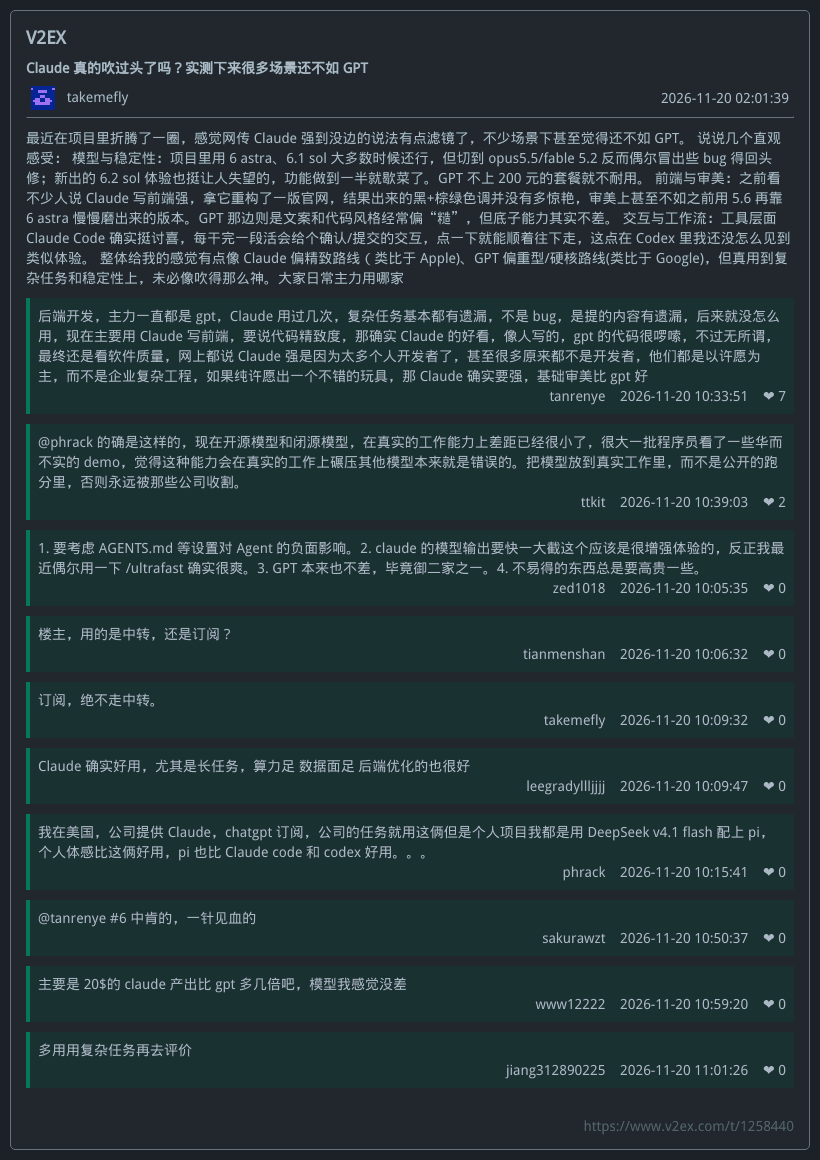 V2EX
Claude 真的吹过头了吗？实测下来很多场景还不如 GPT
takemefly
2026-11-20 02:01:39
最近在项目里折腾了一圈，感觉网传 Claude 强到没边的说法有点滤镜了，不少场景下甚至觉得还不如 GPT。 说说几个直观
感受： 模型与稳定性：项目里用 6 astra、6.1 sol 大多数时候还行，但切到 opus5.5/fable 5.2 反而偶尔冒出些 bug 得回头
修；新出的 6.2 sol 体验也挺让人失望的，功能做到一半就歇菜了。GPT 不上 200 元的套餐就不耐用。 前端与审美：之前看
不少人说 Claude 写前端强，拿它重构了一版官网，结果出来的黑+棕绿色调并没有多惊艳，审美上甚至不如之前用 5.6 再靠
6 astra 慢慢磨出来的版本。GPT 那边则是文案和代码风格经常偏“糙”，但底子能力其实不差。 交互与工作流：工具层面
Claude Code 确实挺讨喜，每干完一段活会给个确认/提交的交互，点一下就能顺着往下走，这点在 Codex 里我还没怎么见到
类似体验。 整体给我的感觉有点像 Claude 偏精致路线（ 类比于 Apple)、GPT 偏重型/硬核路线(类比于 Google)，但真用到复
杂任务和稳定性上，未必像吹得那么神。大家日常主力用哪家
后端开发，主力一直都是 gpt，Claude 用过几次，复杂任务基本都有遗漏，不是 bug，是提的内容有遗漏，后来就没怎么
用，现在主要用 Claude 写前端，要说代码精致度，那确实 Claude 的好看，像人写的，gpt 的代码很啰嗦，不过无所谓，
最终还是看软件质量，网上都说 Claude 强是因为太多个人开发者了，甚至很多原来都不是开发者，他们都是以许愿为
主，而不是企业复杂工程，如果纯许愿出一个不错的玩具，那 Claude 确实要强，基础审美比 gpt 好
tanrenye 2026-11-20 10:33:51 ❤ 7
@phrack 的确是这样的，现在开源模型和闭源模型，在真实的工作能力上差距已经很小了，很大一批程序员看了一些华而
不实的 demo，觉得这种能力会在真实的工作上碾压其他模型本来就是错误的。把模型放到真实工作里，而不是公开的跑
分里，否则永远被那些公司收割。
ttkit 2026-11-20 10:39:03 ❤ 2
1. 要考虑 AGENTS.md 等设置对 Agent 的负面影响。2. claude 的模型输出要快一大截这个应该是很增强体验的，反正我最
近偶尔用一下 /ultrafast 确实很爽。3. GPT 本来也不差，毕竟御二家之一。4. 不易得的东西总是要高贵一些。
zed1018 2026-11-20 10:05:35 ❤ 0
楼主，用的是中转，还是订阅？
tianmenshan 2026-11-20 10:06:32 ❤ 0
订阅，绝不走中转。
takemefly 2026-11-20 10:09:32 ❤ 0
Claude 确实好用，尤其是长任务，算力足 数据面足 后端优化的也很好
leegradyllljjjj 2026-11-20 10:09:47 ❤ 0
我在美国，公司提供 Claude，chatgpt 订阅，公司的任务就用这俩但是个人项目我都是用 DeepSeek v4.1 flash 配上 pi，
个人体感比这俩好用，pi 也比 Claude code 和 codex 好用。。。
phrack 2026-11-20 10:15:41 ❤ 0
@tanrenye #6 中肯的，一针见血的
sakurawzt 2026-11-20 10:50:37 ❤ 0
主要是 20$的 claude 产出比 gpt 多几倍吧，模型我感觉没差
www12222 2026-11-20 10:59:20 ❤ 0
多用用复杂任务再去评价
jiang312890225 2026-11-20 11:01:26 ❤ 0
https://www.v2ex.com/t/1258440